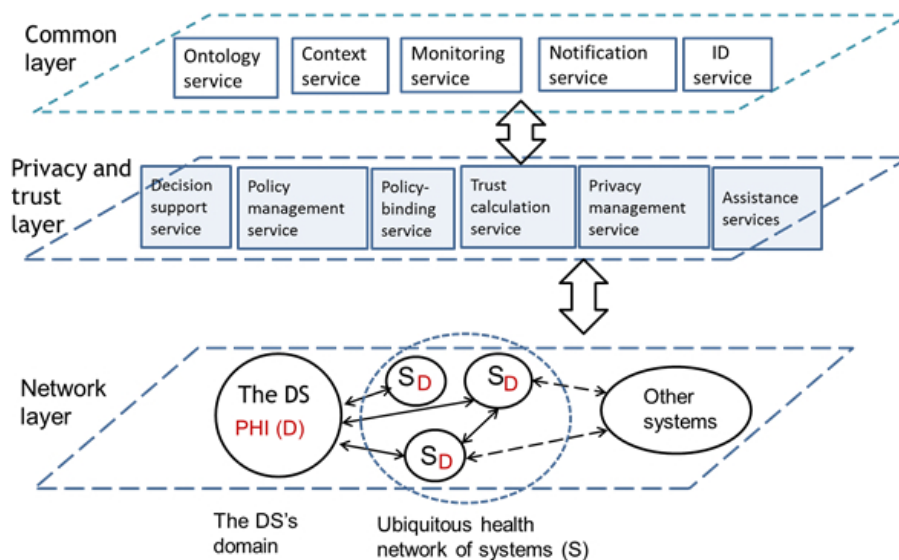 Common
layer
Ontology
service
Context
service
Monitoring
service
Notification
service
ID
service
Privacy and
trust layer
Decision
support
service
Policy
management
service
Policy-
binding
service
Trust
calculation
service
Privacy
management
service
Assistance
services
Network
layer
The DS
PHI (D)
SD
SD
SD
Other
systems
The DS's
domain
Ubiquitous health
network of systems (S)